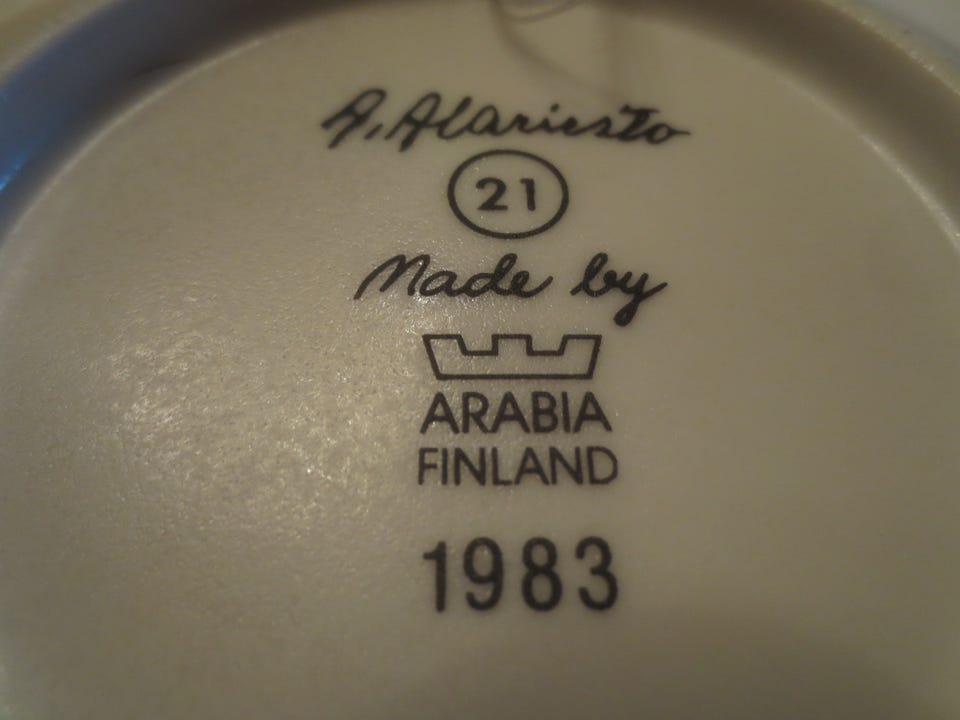 A. Alariesto
21
Made by
ARABIA
FINLAND
1983